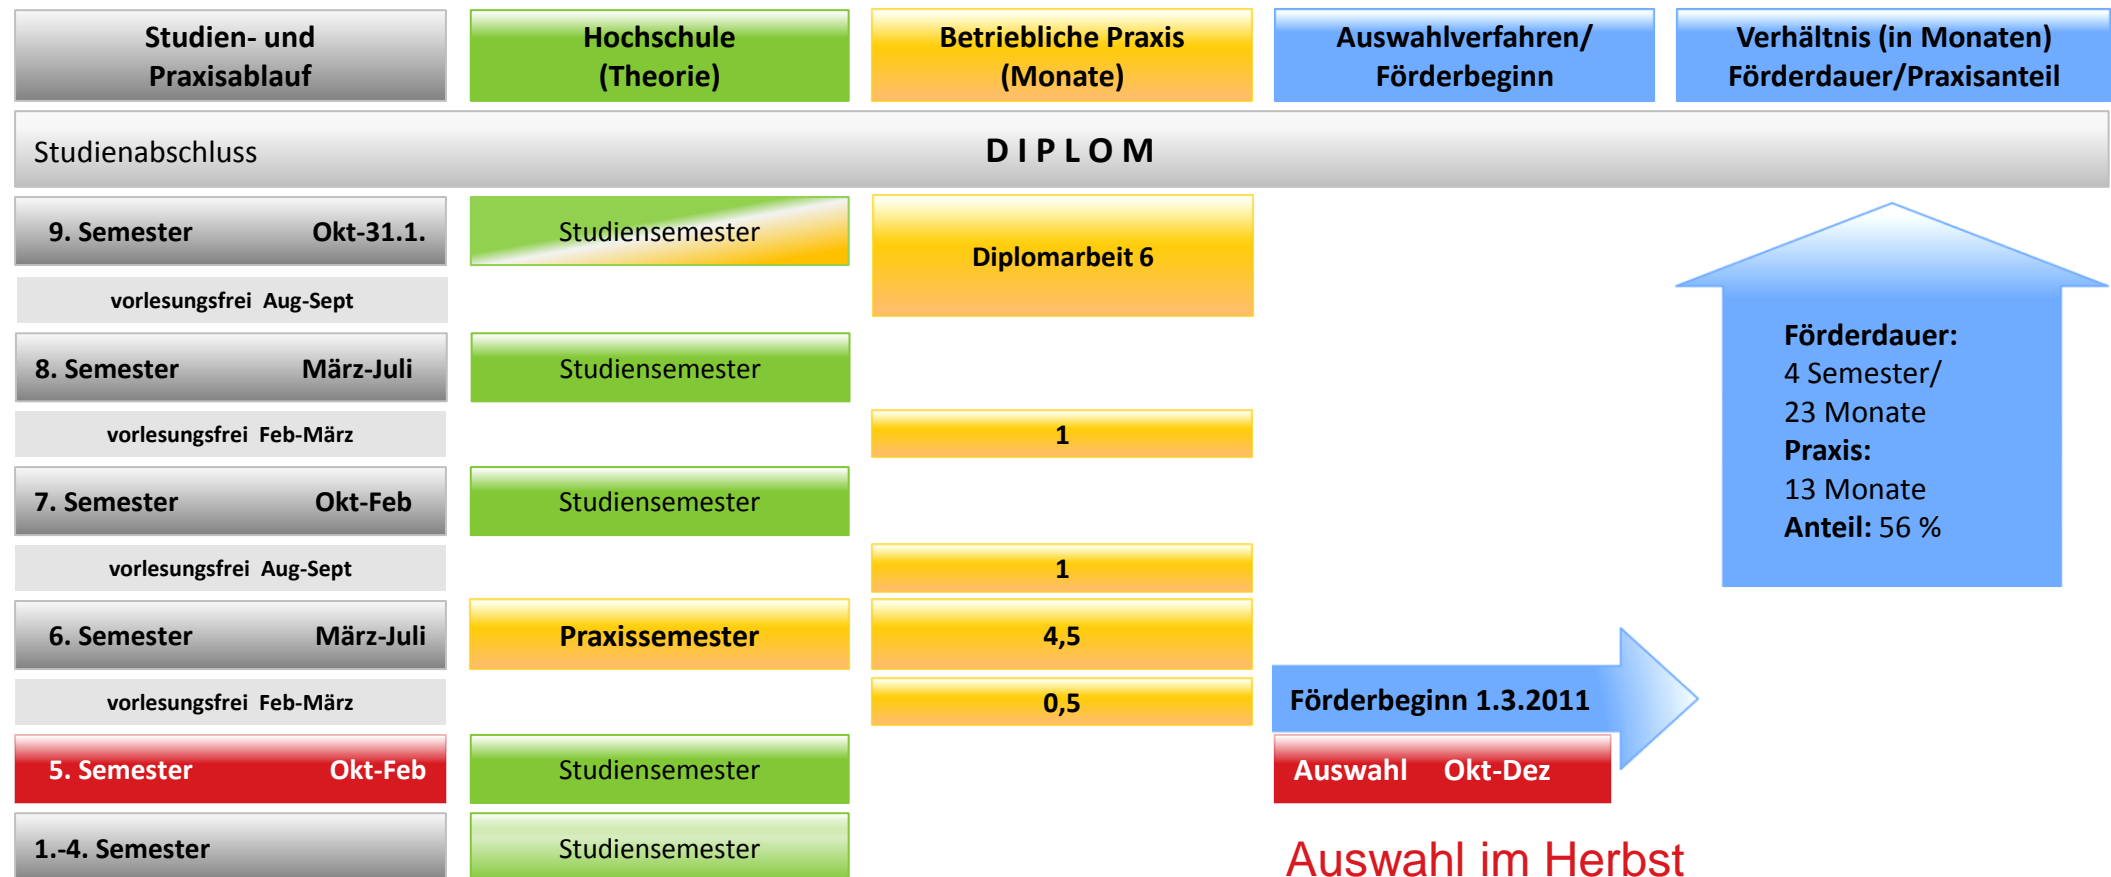 Studien- und
Praxisablauf
Hochschule
(Theorie)
Betriebliche Praxis
(Monate)
Auswahlverfahren/
Förderbeginn
Verhältnis (in Monaten)
Förderdauer/Praxisanteil
Studienabschluss DIPLOM
9. Semester Okt-31.1. Studiensemester
Diplomarbeit 6
vorlesungsfrei Aug-Sept
8. Semester März-Juli Studiensemester
vorlesungsfrei Feb-März 1
7. Semester Okt-Feb Studiensemester
vorlesungsfrei Aug-Sept 1
6. Semester März-Juli Praxissemester 4,5
vorlesungsfrei Feb-März 0,5 Förderbeginn 1.3.2011
5. Semester Okt-Feb Studiensemester Auswahl Okt-Dez
1.-4. Semester Studiensemester Auswahl im Herbst
Förderdauer:
4 Semester/
23 Monate
Praxis:
13 Monate
Anteil: 56 %